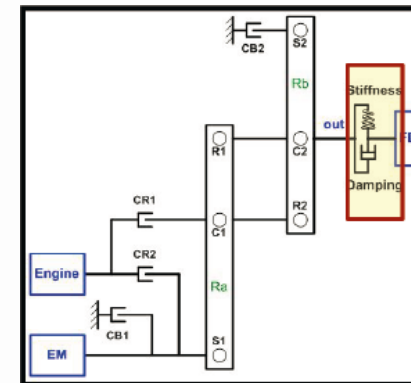 S2
CB2
Rb
Stiffness
out
R1
C2
Damping
CR1
R2
C1
CR2
Engine
Ra
CB1
S1
EM